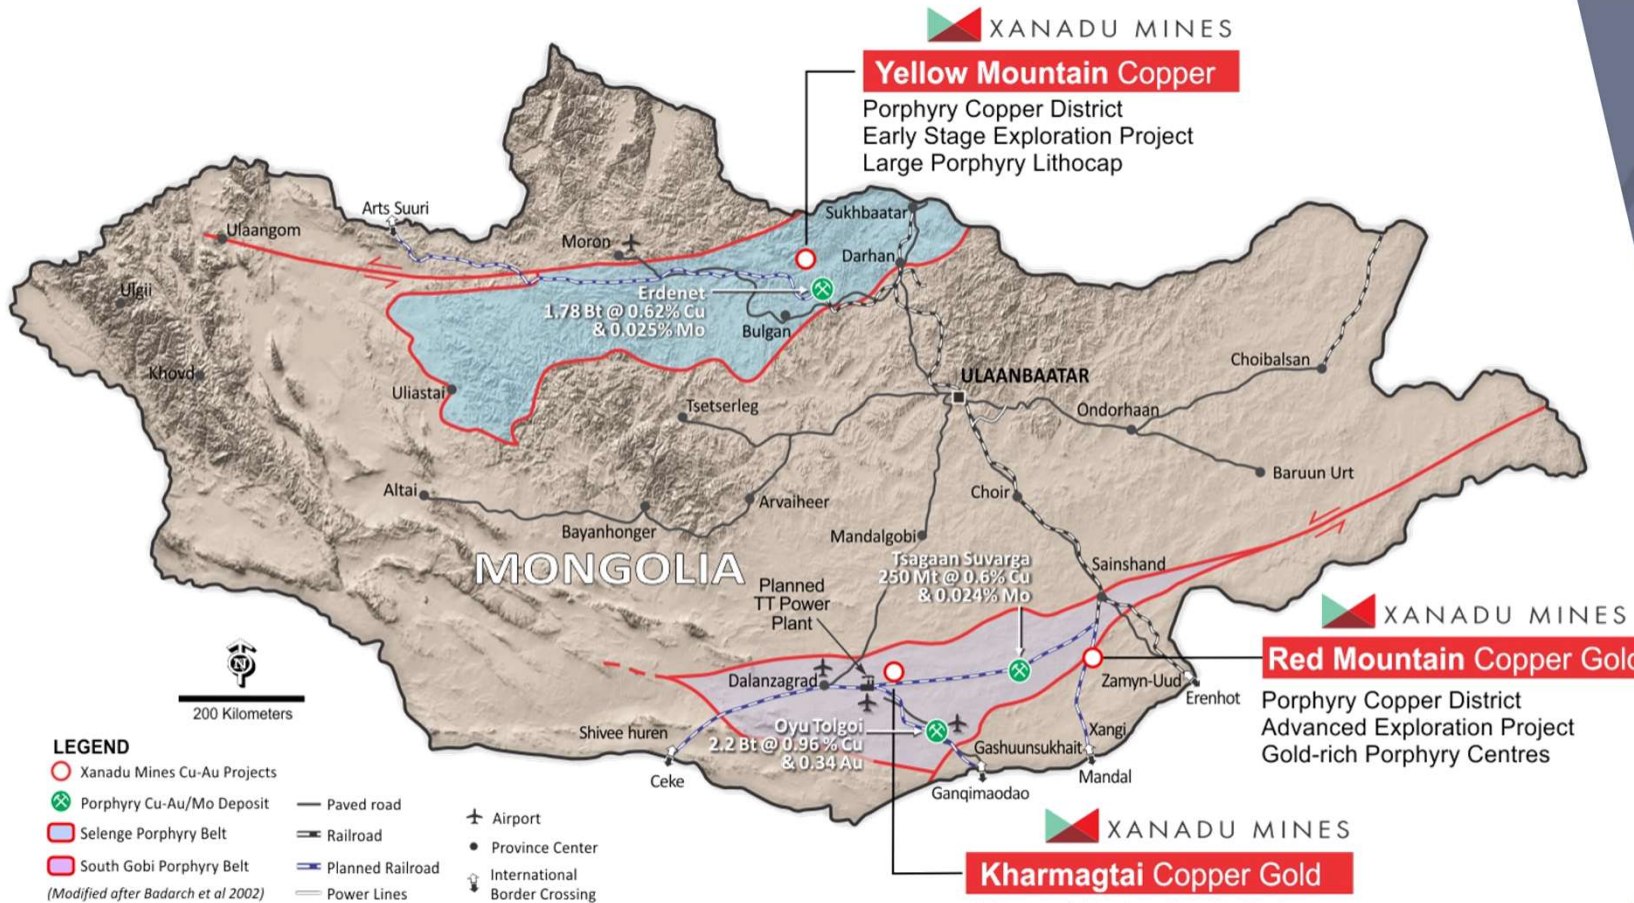 XANADU MINES
Yellow Mountain Copper
Porphyry Copper District
Early Stage Exploration Project
Large Porphyry Lithocap
Arts Suuri
Ulaangom
Moron
Sukhbaatar
Darhan
Ulgii
Erdenet
1.78 Bt @ 0.62% Cu
& 0.025% Mo
Bulgan
Khovd
Uliastai
Tsetserleg
ULAANBAATAR
Choibalsan
Ondorhaan
Baruun Urt
Altai
Arvaiheer
Choir
Bayanhonger
Mandalgobi
MONGOLIA
Tsagaan Suvarga
250 Mt @ 0.6% Cu
& 0.024% Mo
Sainshand
Planned
TT Power
Plant
XANADU MINES
Red Mountain Copper Gold
Porphyry Copper District
Advanced Exploration Project
Gold-rich Porphyry Centres
Dalanzagrad
Zamyn-Uud
Erenhot
Oyu Tolgoi
2.2 Bt @ 0.96 % Cu
& 0.34 Au
Shivee huren
Ceke
Xangi
Gashuunsukhait
Mandal
Ganqimaodao
XANADU MINES
Kharmagtai Copper Gold
N
200 Kilometers
LEGEND
Xanadu Mines Cu-Au Projects
Porphyry Cu-Au/Mo Deposit
Selenge Porphyry Belt
South Gobi Porphyry Belt
(Modified after Badarch et al 2002)
Paved road
Railroad
Planned Railroad
Power Lines
Airport
Province Center
International
Border Crossing